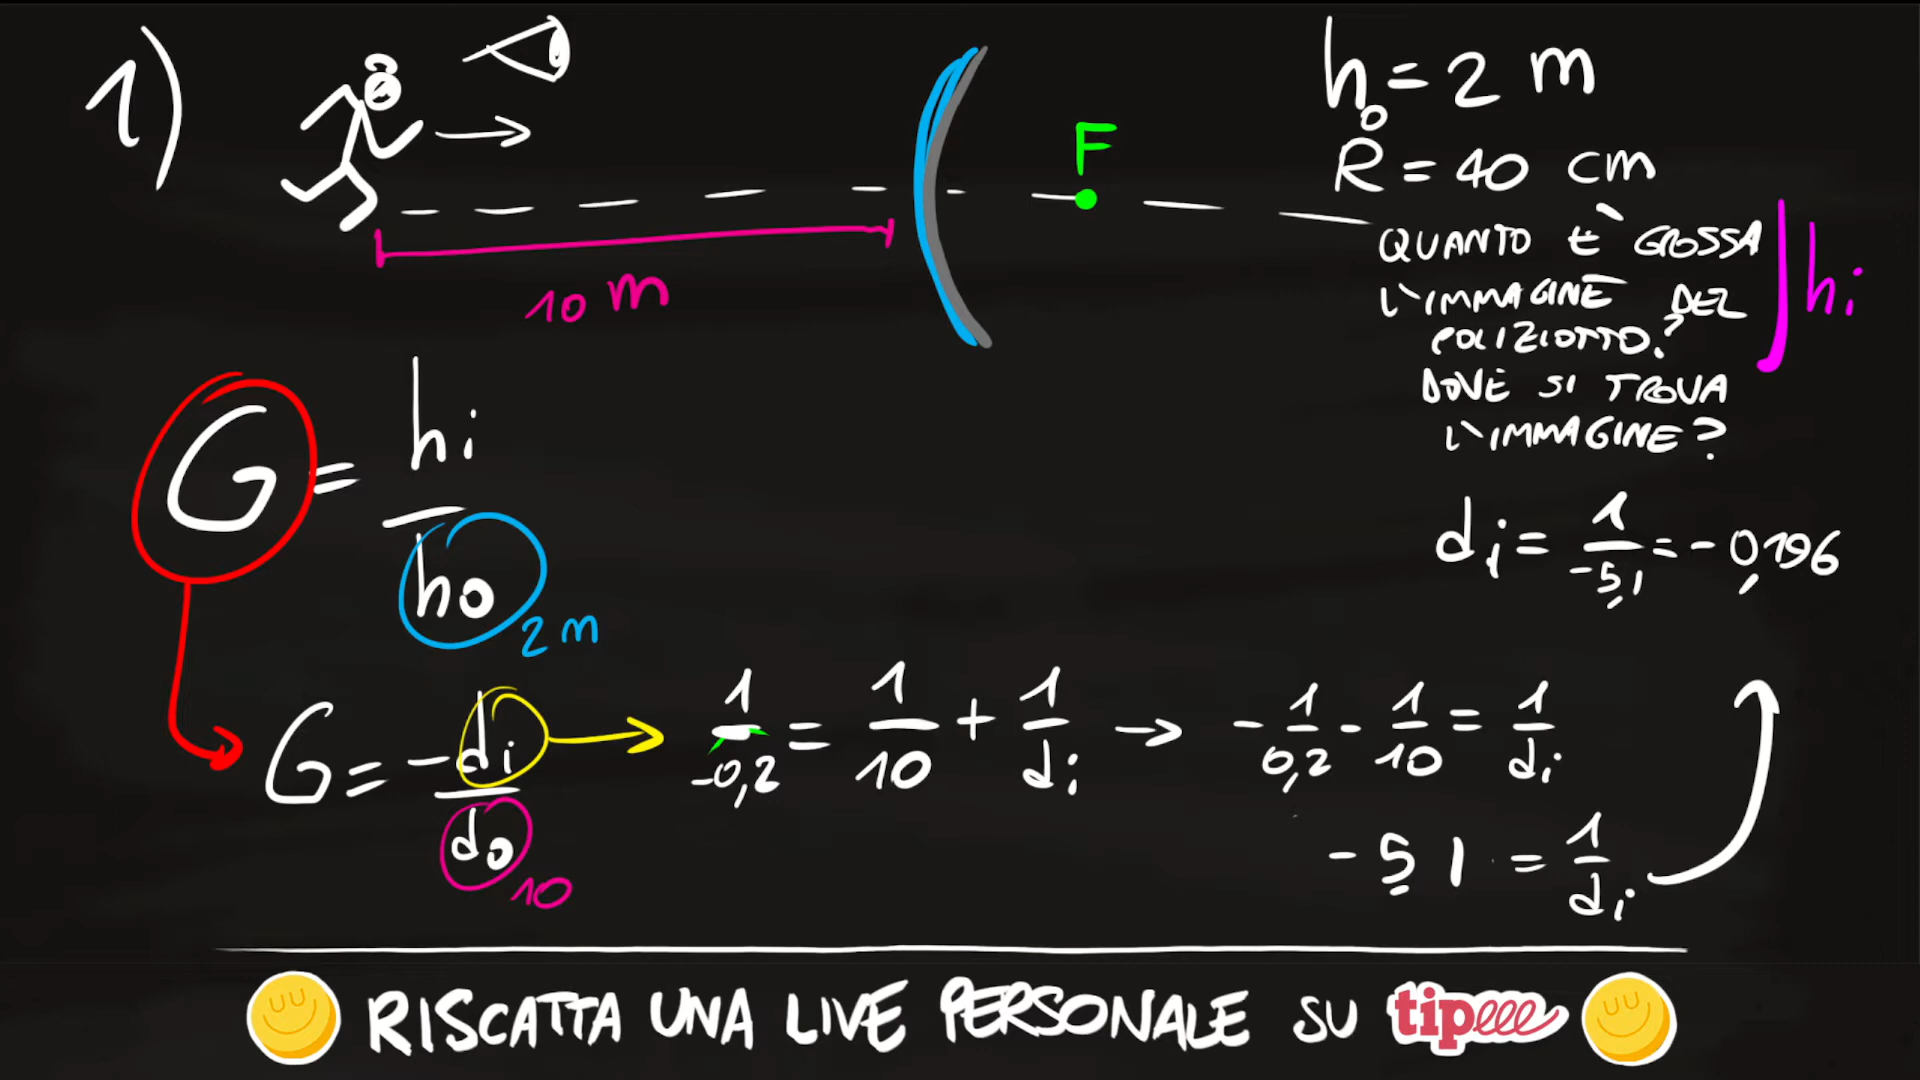 1)
h₀ = 2 m
F
R = 40 cm
10 m
QUANTO È GROSSA
L'IMMAGINE DEL
POLIZIOTTO?
hi
DOVE SI TROVA
L'IMMAGINE?
G = hi / ho
2 m
di = 1 / -5,1 = -0,196
G = -di / do
10
1 / -0,2 = 1 / 10 + 1 / di → - 1 / 0,2 - 1 / 10 = 1 / di
-5,1 = 1 / di
RISCATTA UNA LIVE PERSONALE SU tipeee